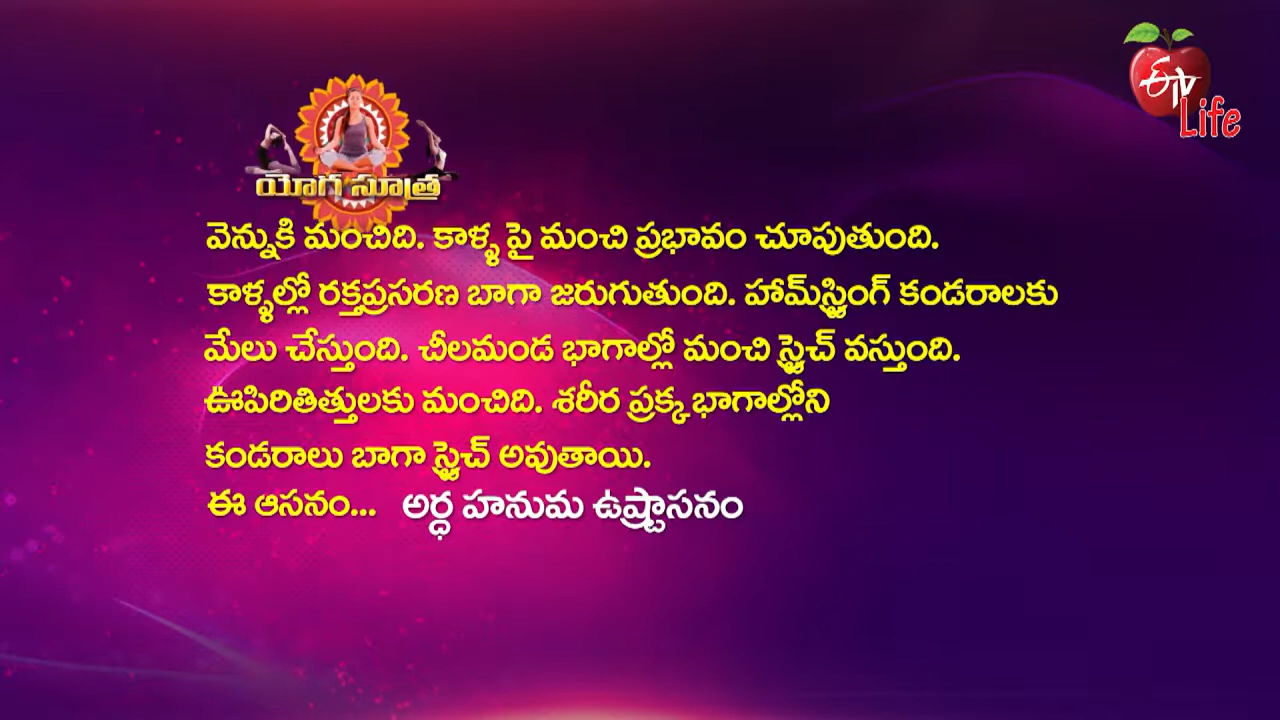 ఈtv
Life
యోగ సూత్ర
వెన్నుకి మంచిది. కాళ్ళ పై మంచి ప్రభావం చూపుతుంది.
కాళ్ళల్లో రక్తప్రసరణ బాగా జరుగుతుంది. హామ్‌స్ట్రింగ్ కండరాలకు
మేలు చేస్తుంది. చీలమండ భాగాల్లో మంచి స్ట్రెచ్ వస్తుంది.
ఊపిరితిత్తులకు మంచిది. శరీర ప్రక్క భాగాల్లోని
కండరాలు బాగా స్ట్రెచ్ అవుతాయి.
ఈ ఆసనం... అర్ధ హనుమ ఉష్ట్రాసనం